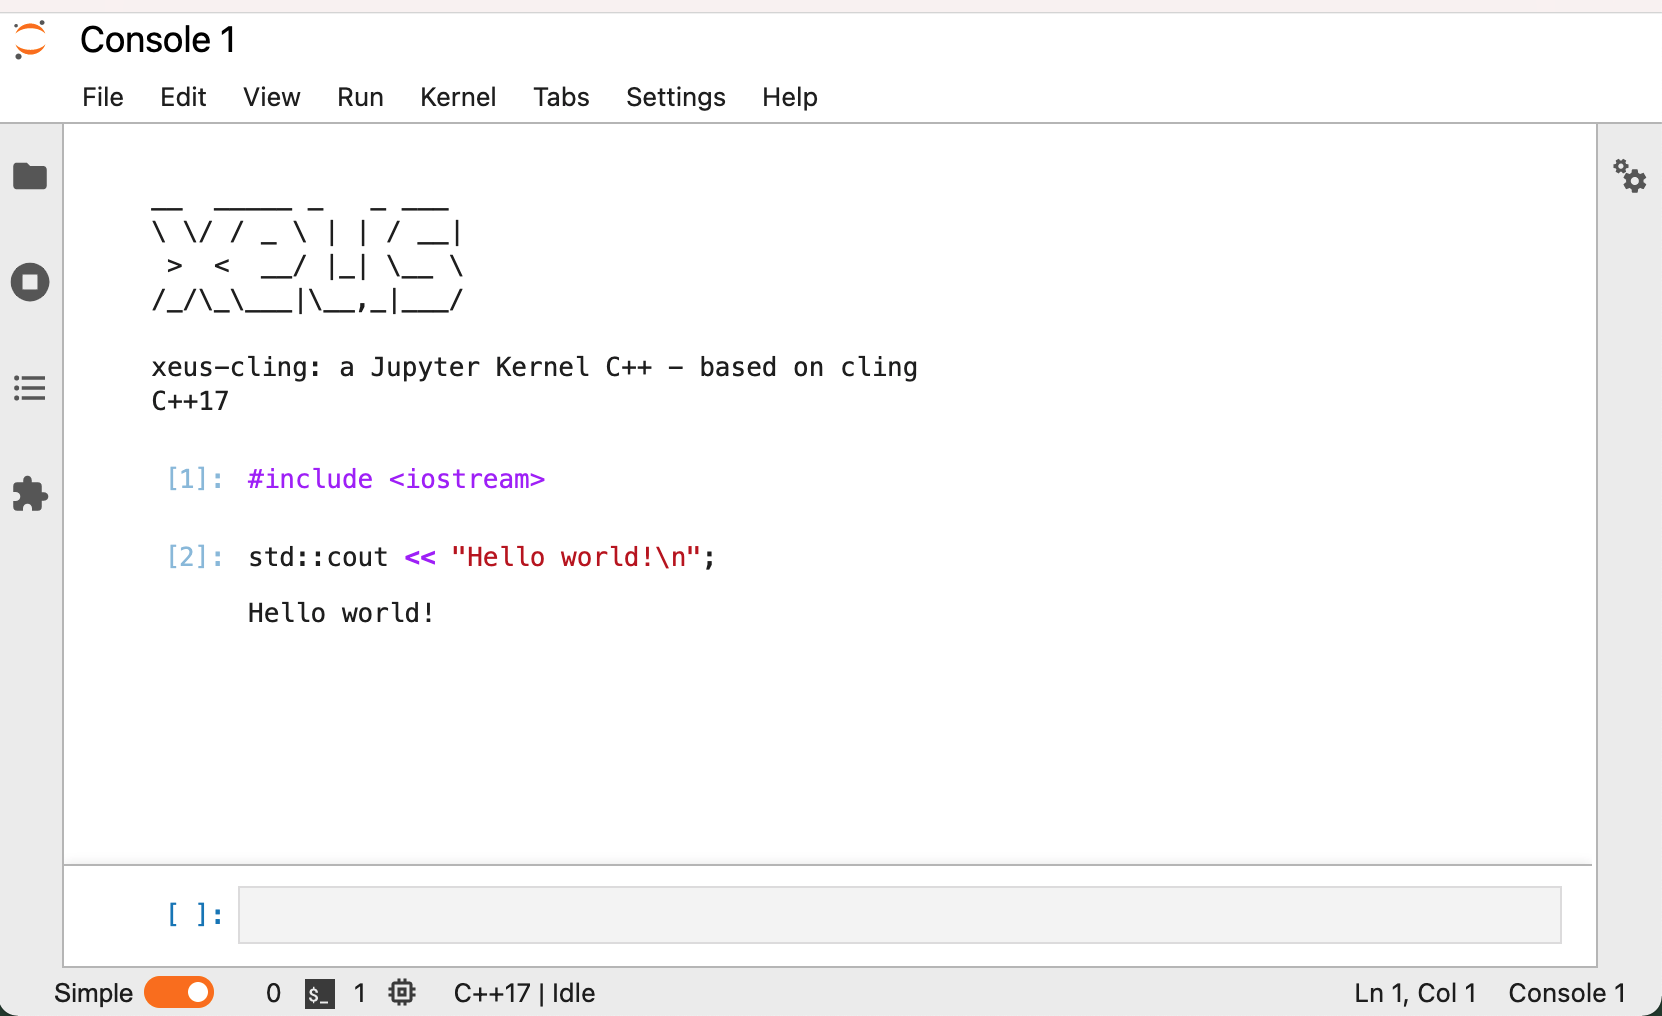 Console 1
File Edit View Run Kernel Tabs Settings Help
__  _____ _   _ ___
\ \/ / _ \ | | / __|
 >  <  __/ |_| \__ \
/_/\_\___|\__,_|___/
xeus-cling: a Jupyter Kernel C++ - based on cling
C++17
[1]: #include <iostream>
[2]: std::cout << "Hello world!\n";
Hello world!
[ ]:
Simple 0 $_ 1 C++17 | Idle Ln 1, Col 1 Console 1